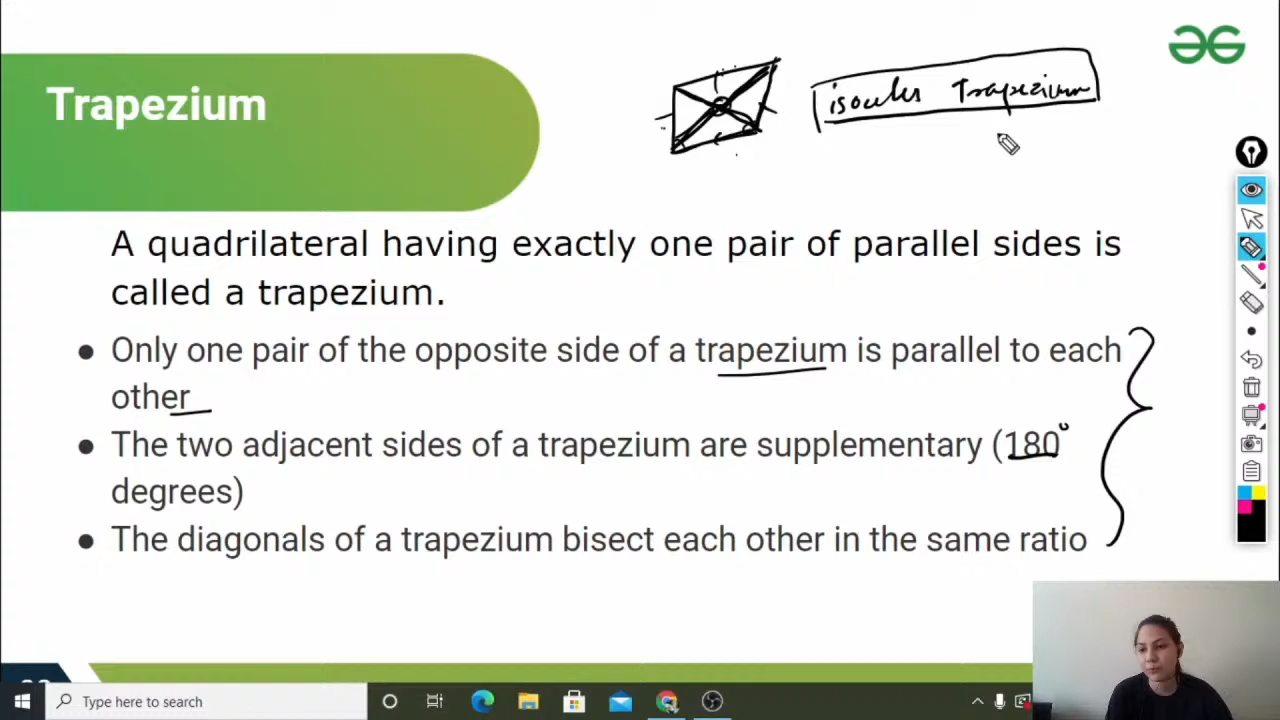 Trapezium
isoceles Trapezium
A quadrilateral having exactly one pair of parallel sides is
called a trapezium.
● Only one pair of the opposite side of a trapezium is parallel to each
other
● The two adjacent sides of a trapezium are supplementary (180°
degrees)
● The diagonals of a trapezium bisect each other in the same ratio
Type here to search